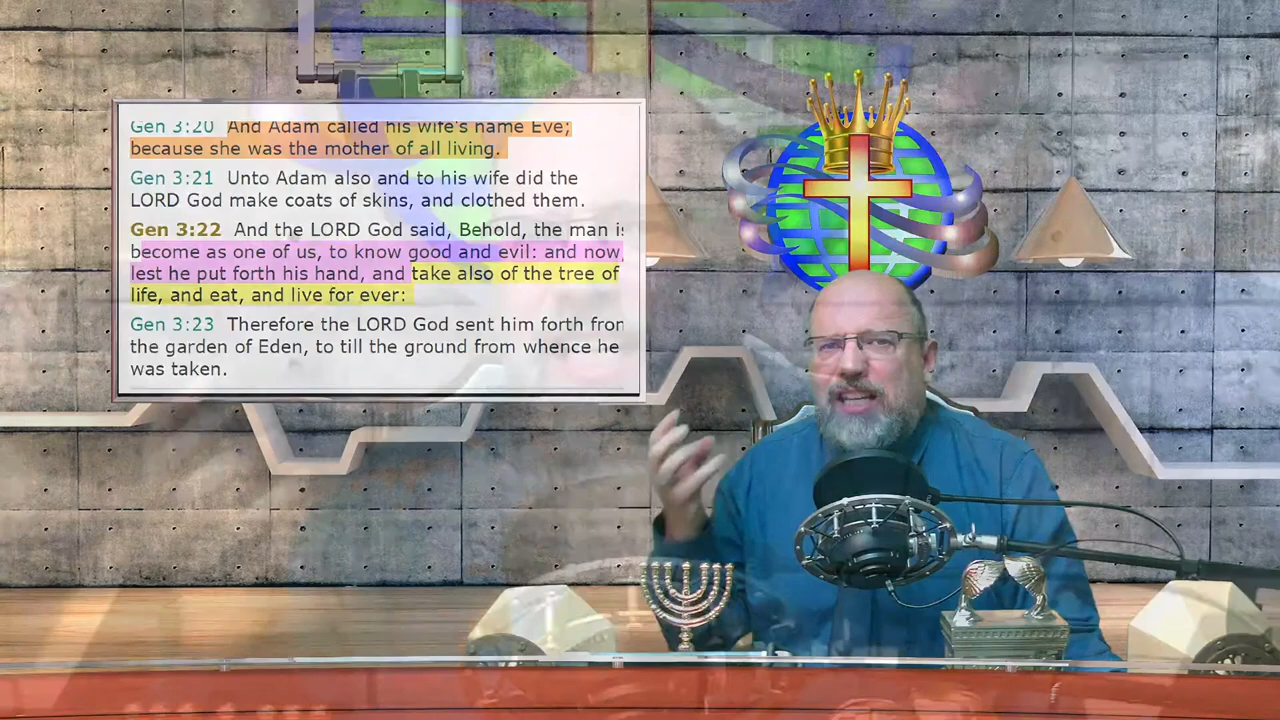 Gen 3:20 And Adam called his wife's name Eve;
because she was the mother of all living.
Gen 3:21 Unto Adam also and to his wife did the
LORD God make coats of skins, and clothed them.
Gen 3:22 And the LORD God said, Behold, the man is
become as one of us, to know good and evil: and now,
lest he put forth his hand, and take also of the tree of
life, and eat, and live for ever:
Gen 3:23 Therefore the LORD God sent him forth from
the garden of Eden, to till the ground from whence he
was taken.